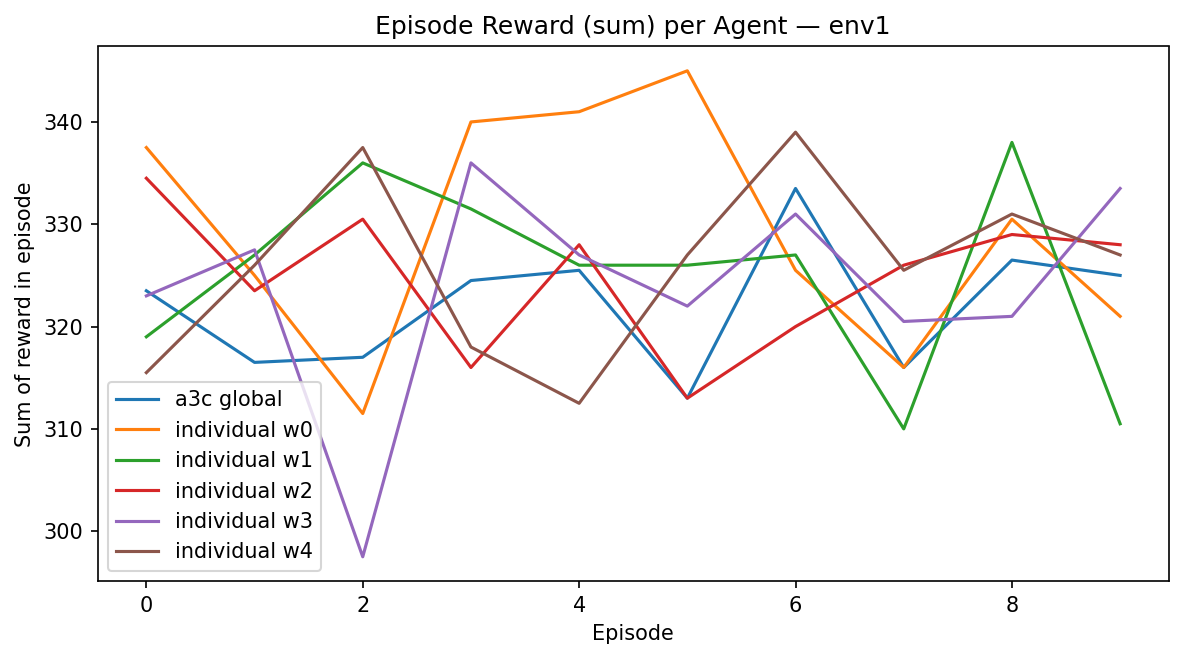 Episode Reward (sum) per Agent — env1
Sum of reward in episode
340
330
320
310
300
a3c global
individual w0
individual w1
individual w2
individual w3
individual w4
0 2 4 6 8
Episode